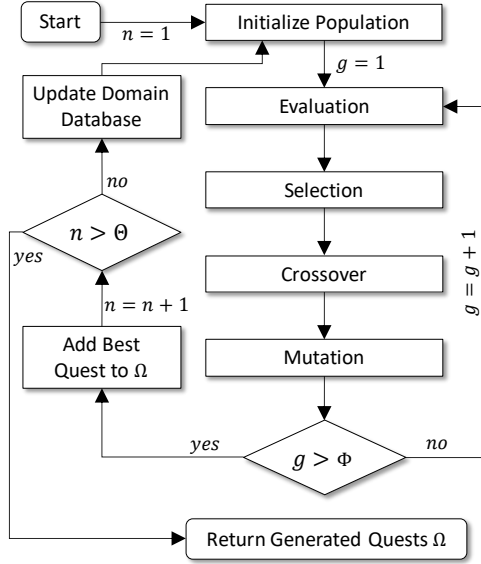 Start
n = 1
Initialize Population
g = 1
Update Domain
Database
Evaluation
no
Selection
n > Θ
yes
Crossover
g = g + 1
n = n + 1
Add Best
Quest to Ω
Mutation
yes
g > Φ
no
Return Generated Quests Ω